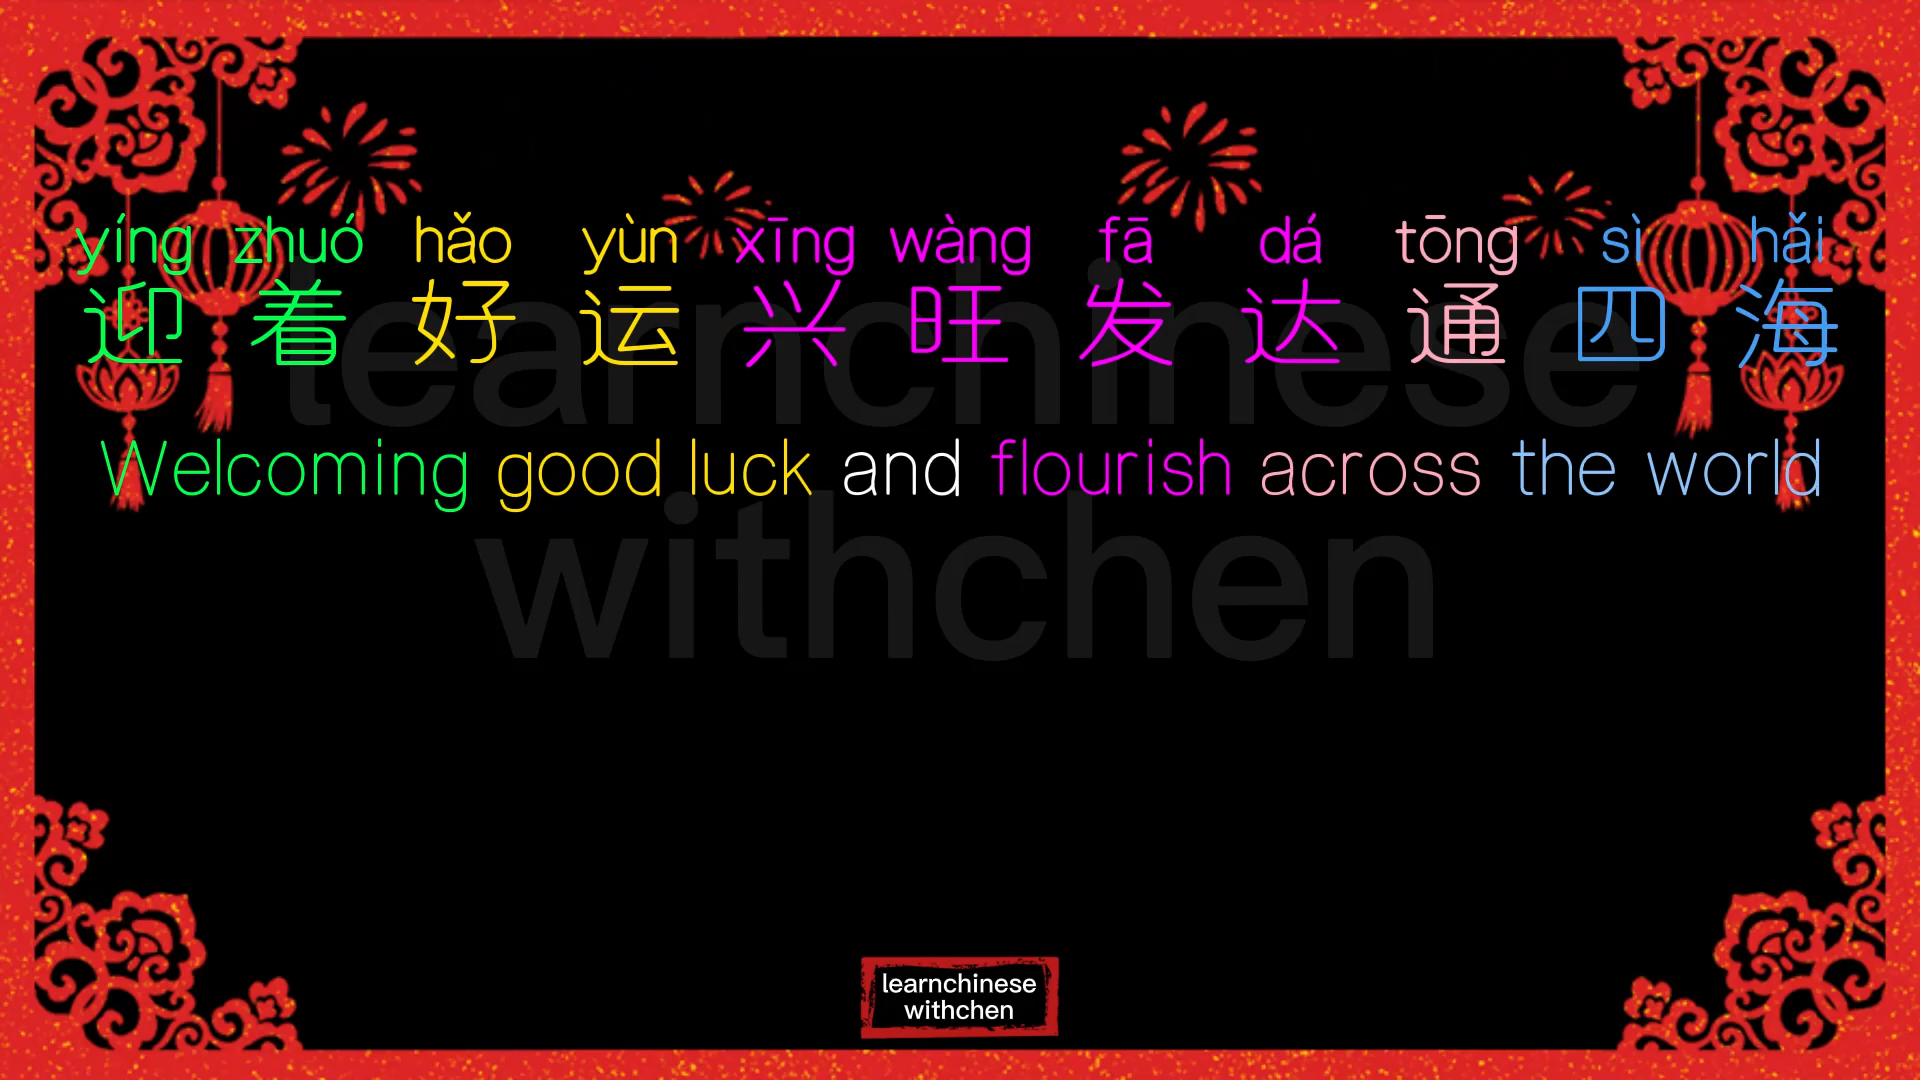 yíng zhuó hǎo yùn xīng wàng fā dá tōng sì hǎi
迎着好运兴旺发达通四海
Welcoming good luck and flourish across the world
learnchinese
withchen
learnchinese
withchen